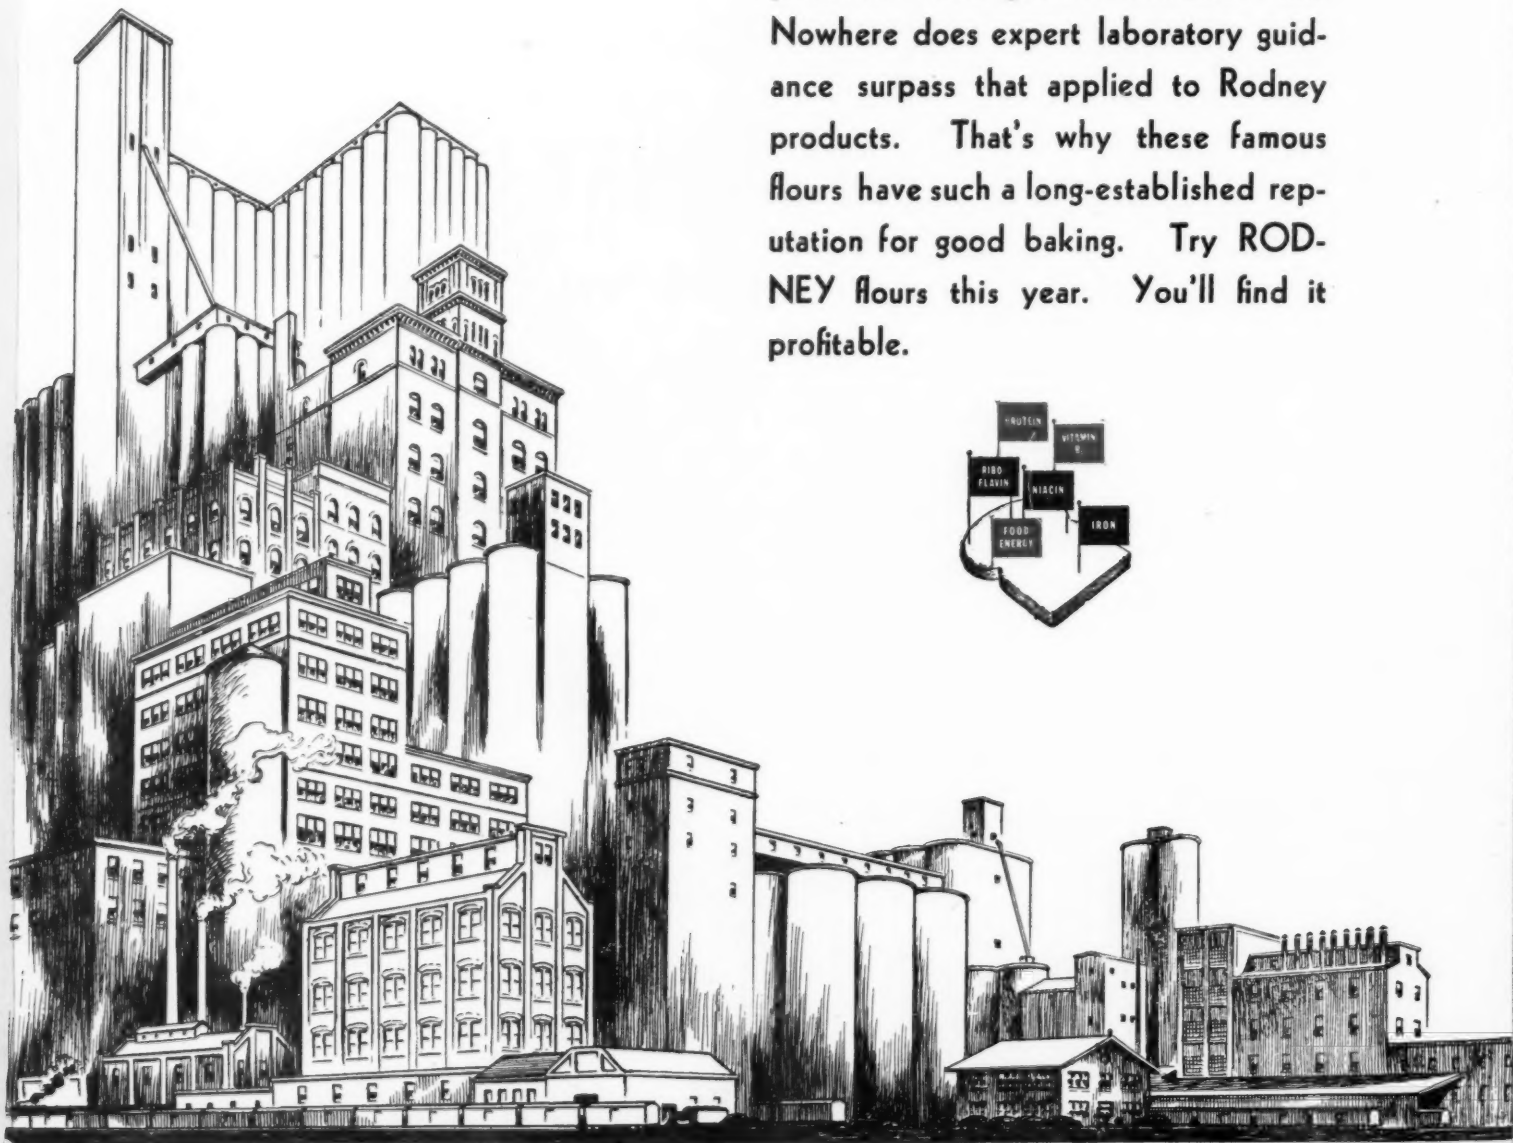 Nowhere does expert laboratory guid-
ance surpass that applied to Rodney
products. That's why these famous
flours have such a long-established rep-
utation for good baking. Try ROD-
NEY flours this year. You'll find it
profitable.
PROTEIN
VITAMIN
B
RIBO
FLAVIN
NIACIN
IRON
FOOD
ENERGY